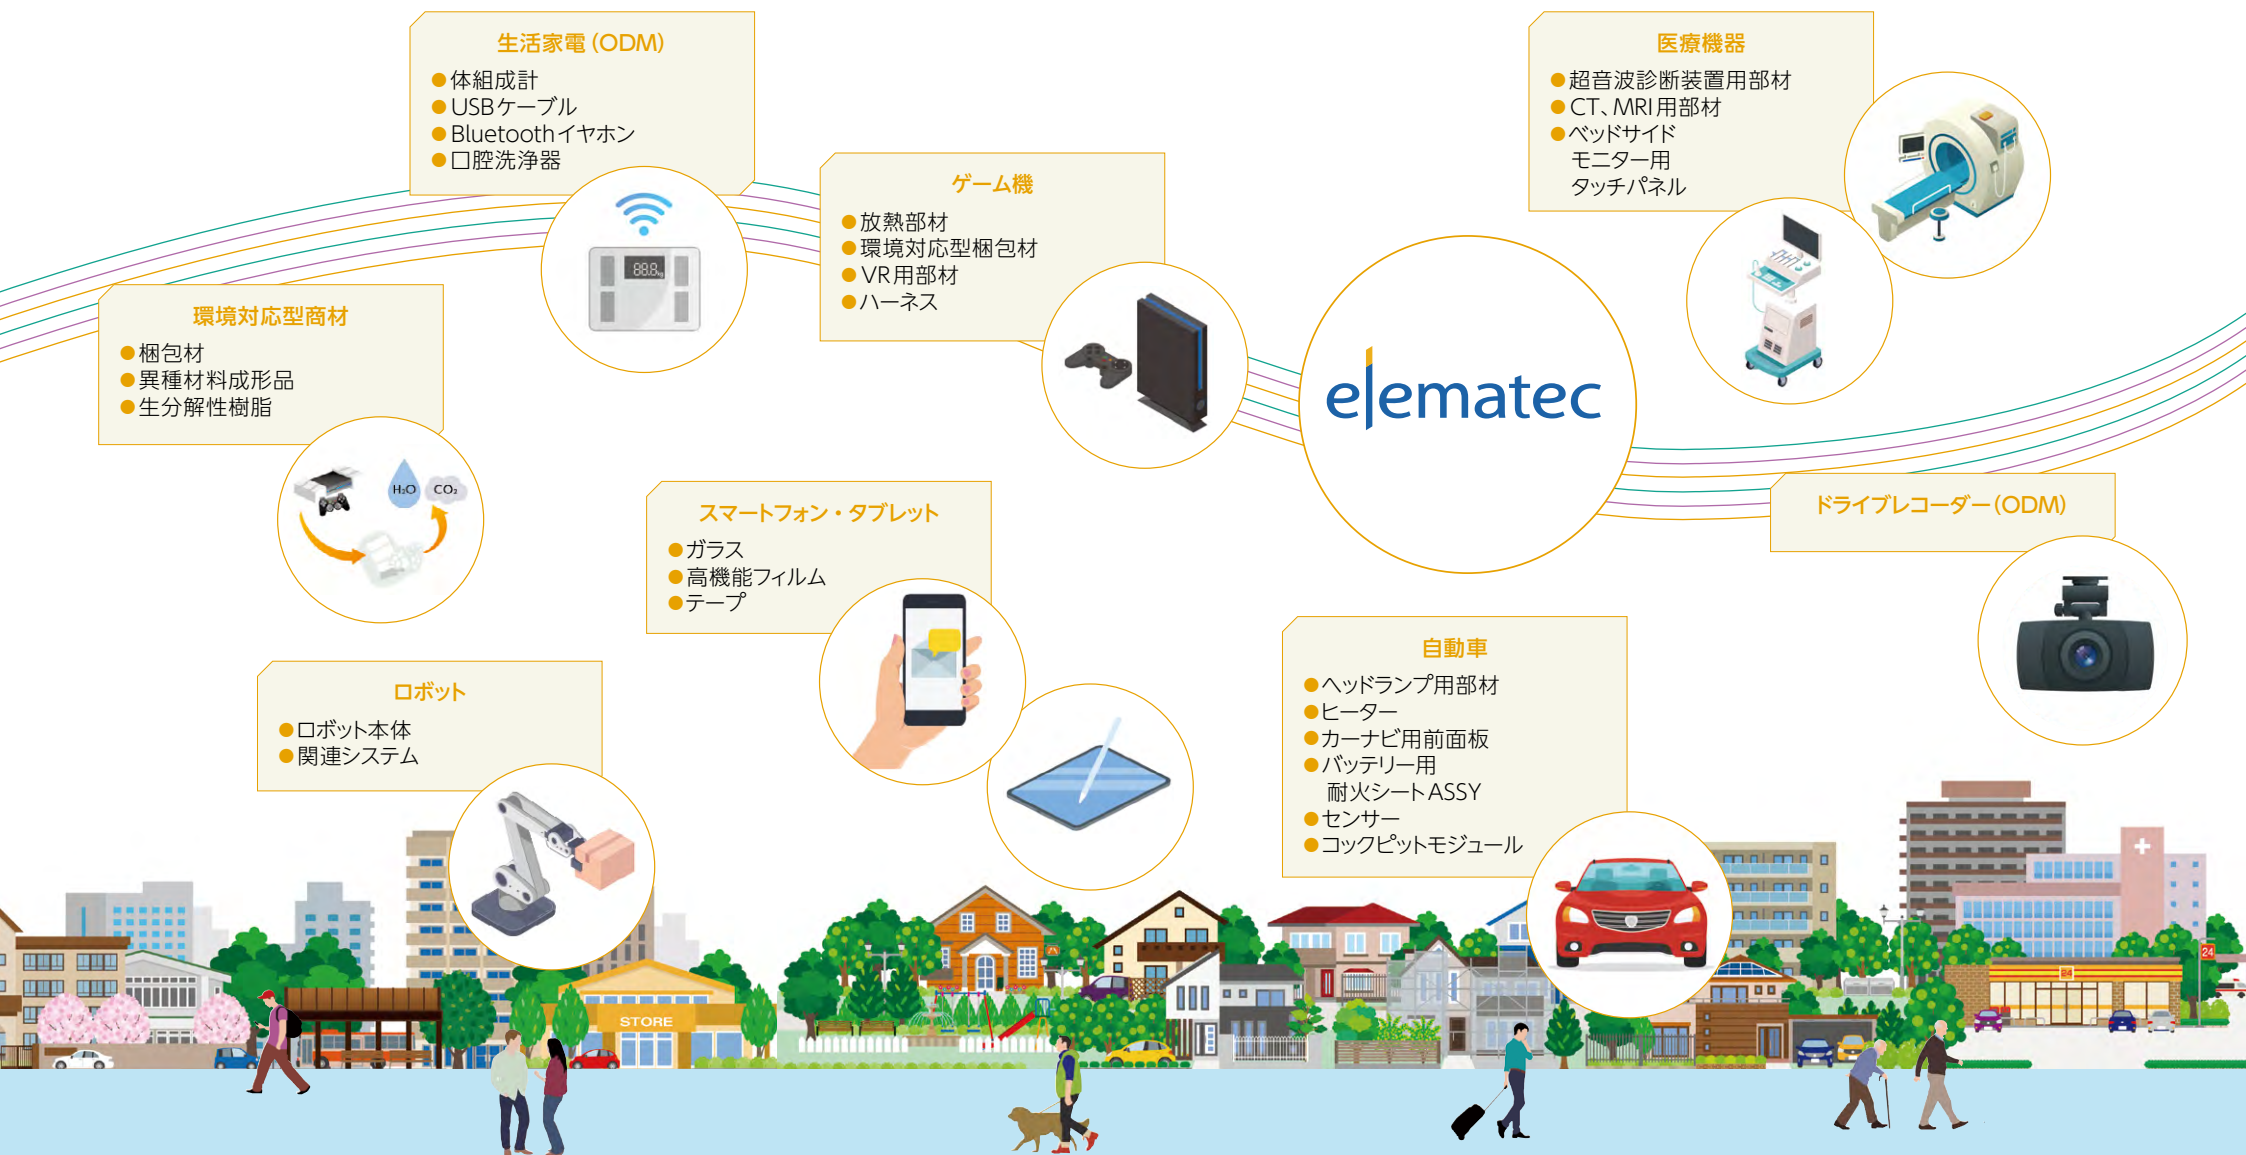 生活家電(ODM)
●体組成計
●USBケーブル
●Bluetoothイヤホン
●口腔洗浄器
88.8kg
ゲーム機
●放熱部材
●環境対応型梱包材
●VR用部材
●ハーネス
医療機器
●超音波診断装置用部材
●CT、MRI用部材
●ベッドサイド
モニター用
タッチパネル
環境対応型商材
●梱包材
●異種材料成形品
●生分解性樹脂
H₂O
CO₂
elematec
スマートフォン・タブレット
●ガラス
●高機能フィルム
●テープ
ドライブレコーダー(ODM)
自動車
●ヘッドランプ用部材
●ヒーター
●カーナビ用前面板
●バッテリー用
耐火シートASSY
●センサー
●コックピットモジュール
ロボット
●ロボット本体
●関連システム
STORE
24
24